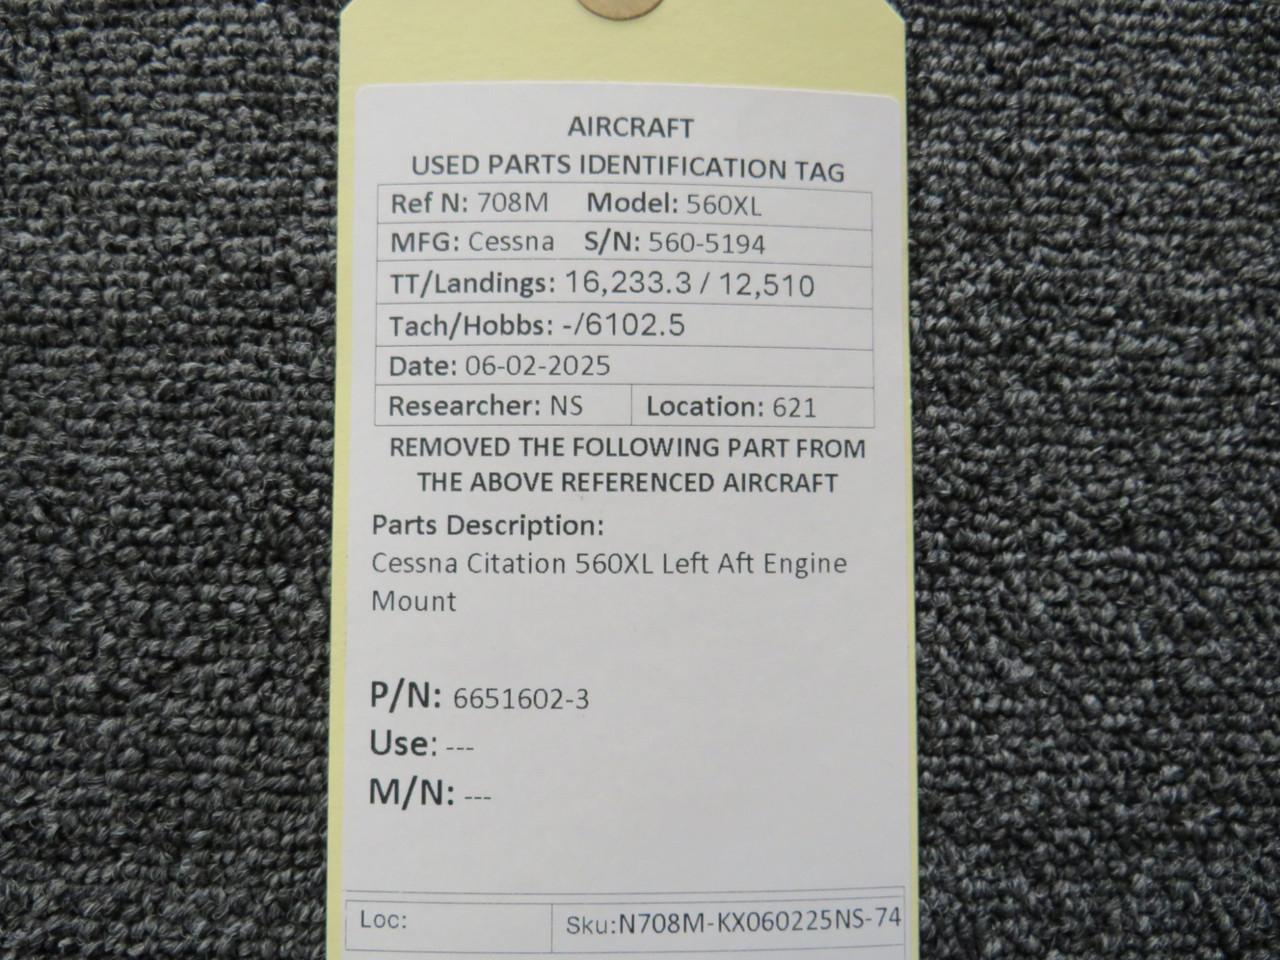 AIRCRAFT
USED PARTS IDENTIFICATION TAG
Ref N: 708M Model: 560XL
MFG: Cessna S/N: 560-5194
TT/Landings: 16,233.3 / 12,510
Tach/Hobbs: -/6102.5
Date: 06-02-2025
Researcher: NS Location: 621
REMOVED THE FOLLOWING PART FROM
THE ABOVE REFERENCED AIRCRAFT
Parts Description:
Cessna Citation 560XL Left Aft Engine
Mount
P/N: 6651602-3
Use: ---
M/N: ---
Loc: Sku:N708M-KX060225NS-74